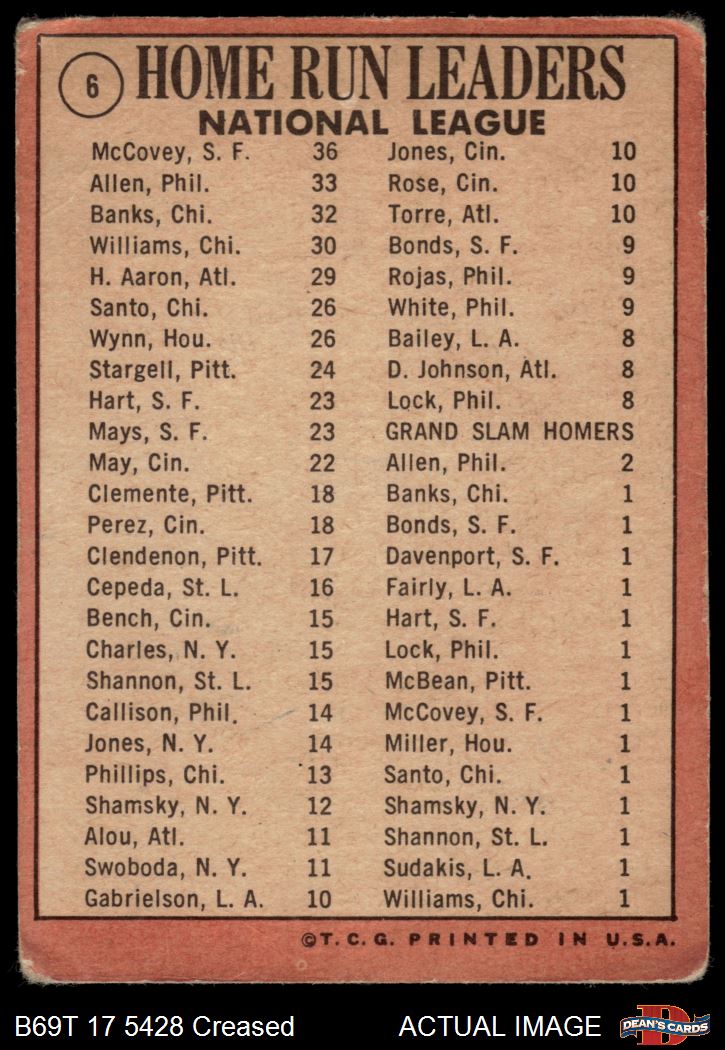 6 HOME RUN LEADERS
NATIONAL LEAGUE
McCovey, S. F. 36
Allen, Phil. 33
Banks, Chi. 32
Williams, Chi. 30
H. Aaron, Atl. 29
Santo, Chi. 26
Wynn, Hou. 26
Stargell, Pitt. 24
Hart, S. F. 23
Mays, S. F. 23
May, Cin. 22
Clemente, Pitt. 18
Perez, Cin. 18
Clendenon, Pitt. 17
Cepeda, St. L. 16
Bench, Cin. 15
Charles, N. Y. 15
Shannon, St. L. 15
Callison, Phil. 14
Jones, N. Y. 14
Phillips, Chi. 13
Shamsky, N. Y. 12
Alou, Atl. 11
Swoboda, N. Y. 11
Gabrielson, L. A. 10
Jones, Cin. 10
Rose, Cin. 10
Torre, Atl. 10
Bonds, S. F. 9
Rojas, Phil. 9
White, Phil. 9
Bailey, L. A. 8
D. Johnson, Atl. 8
Lock, Phil. 8
GRAND SLAM HOMERS
Allen, Phil. 2
Banks, Chi. 1
Bonds, S. F. 1
Davenport, S. F. 1
Fairly, L. A. 1
Hart, S. F. 1
Lock, Phil. 1
McBean, Pitt. 1
McCovey, S. F. 1
Miller, Hou. 1
Santo, Chi. 1
Shamsky, N. Y. 1
Shannon, St. L. 1
Sudakis, L. A. 1
Williams, Chi. 1
©T. C. G. PRINTED IN U.S.A.
B69T 17 5428 Creased ACTUAL IMAGE
D
DEAN'S CARDS